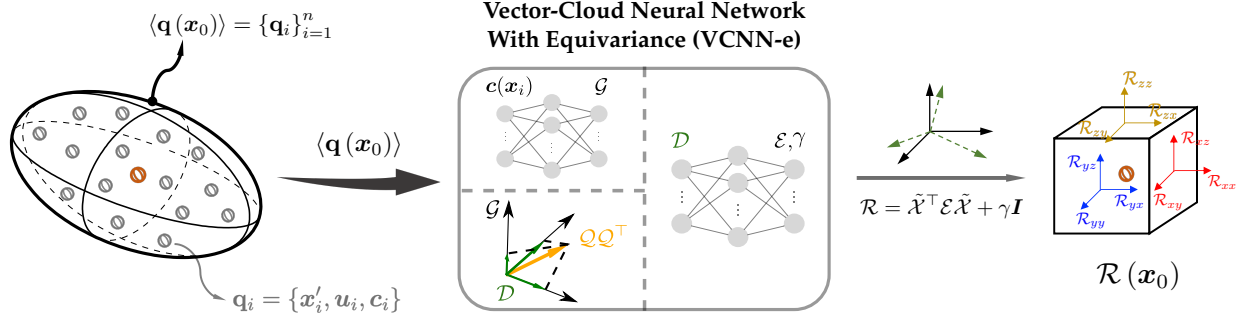 ⟨𝐪(𝒙₀)⟩ = {𝐪ᵢ}ⁿᵢ₌₁
𝐪ᵢ = {𝒙′ᵢ, 𝒖ᵢ, 𝒄ᵢ}
⟨𝐪(𝒙₀)⟩
Vector-Cloud Neural Network
With Equivariance (VCNN-e)
𝒄(𝒙ᵢ) 𝒢
𝒢
𝒬𝒬⊤
𝒟
𝒟 ℰ,γ
ℛ = 𝒳̃⊤ℰ𝒳̃ + γ𝑰
ℛzz
ℛzx
ℛzy
ℛxz
ℛyz
ℛxx
ℛyx
ℛxy
ℛyy
ℛ(𝒙₀)